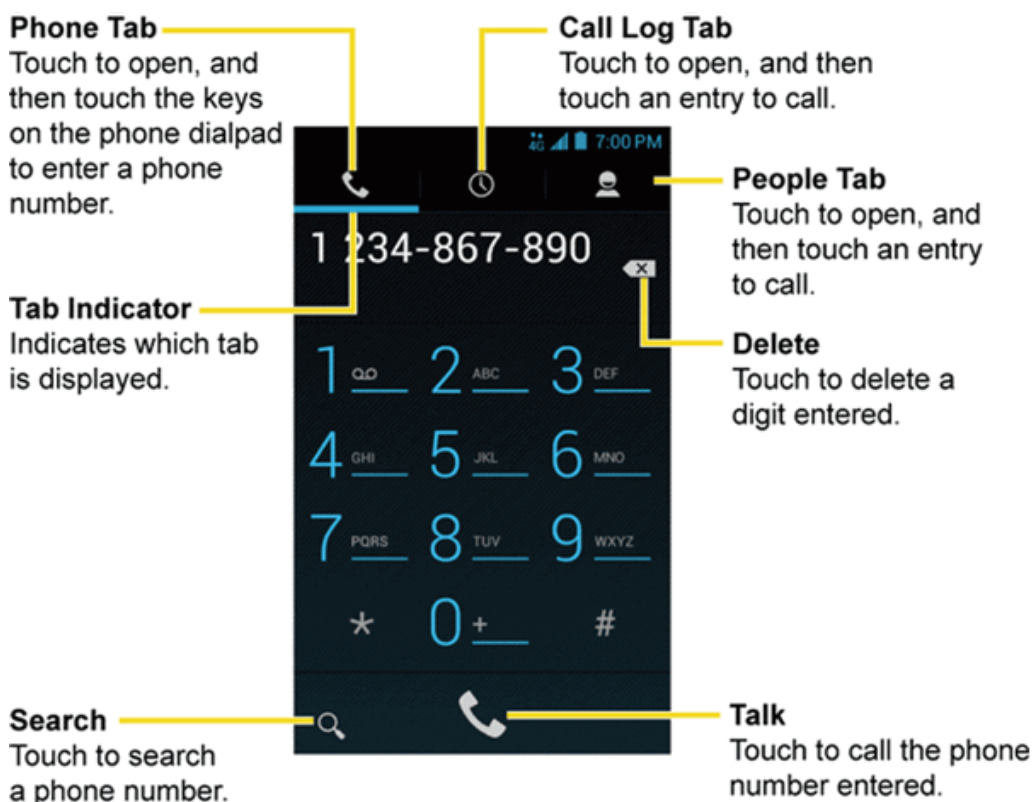 Phone Tab
Touch to open, and
then touch the keys
on the phone dialpad
to enter a phone
number.
Call Log Tab
Touch to open, and then
touch an entry to call.
4G 7:00 PM
People Tab
Touch to open, and
then touch an entry
to call.
1 234-867-890
Tab Indicator
Indicates which tab
is displayed.
Delete
Touch to delete a
digit entered.
1 2 ABC 3 DEF
4 GHI 5 JKL 6 MNO
7 PQRS 8 TUV 9 WXYZ
* 0 + #
Search
Touch to search
a phone number.
Talk
Touch to call the phone
number entered.